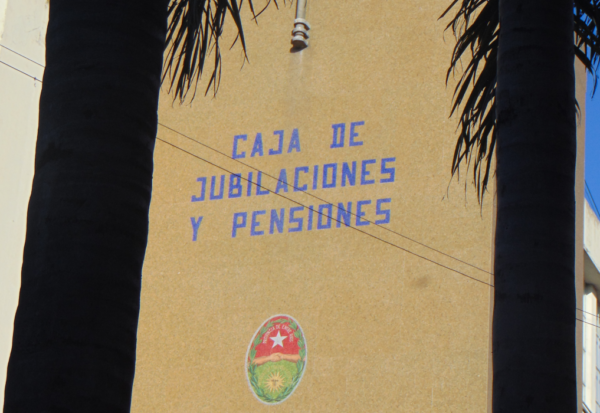 CAJA DE
JUBILACIONES
Y PENSIONES